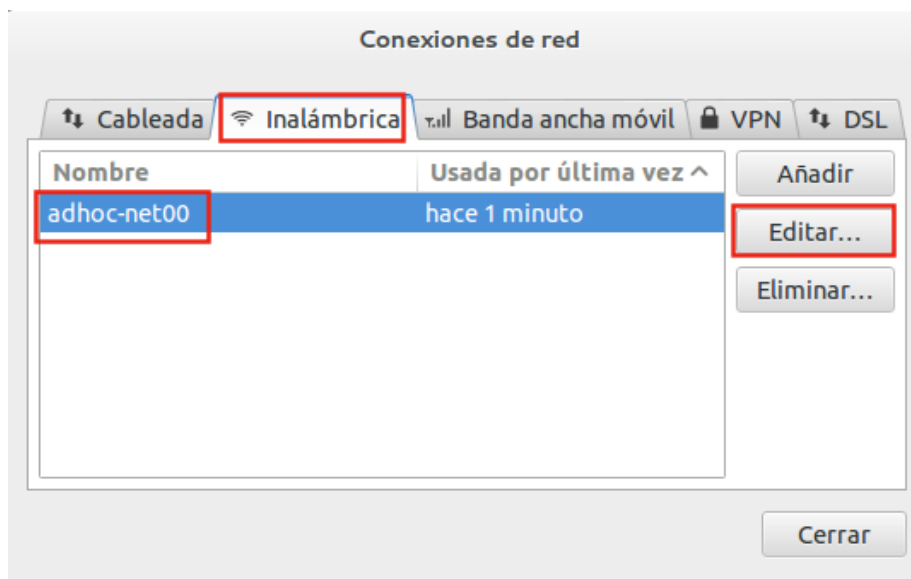 Conexiones de red
Cableada Inalámbrica Banda ancha móvil VPN DSL
Nombre Usada por última vez Añadir
adhoc-net00 hace 1 minuto Editar...
Eliminar...
Cerrar